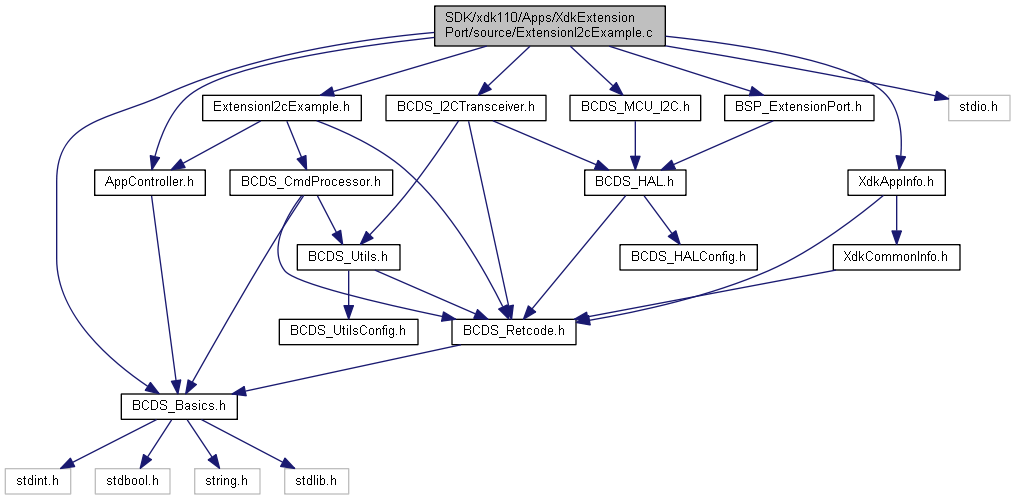 SDK/xdk110/Apps/XdkExtension
Port/source/ExtensionI2cExample.c
ExtensionI2cExample.h
BCDS_I2CTransceiver.h
BCDS_MCU_I2C.h
BSP_ExtensionPort.h
stdio.h
AppController.h
BCDS_CmdProcessor.h
BCDS_HAL.h
XdkAppInfo.h
BCDS_Utils.h
BCDS_HALConfig.h
XdkCommonInfo.h
BCDS_UtilsConfig.h
BCDS_Retcode.h
BCDS_Basics.h
stdint.h
stdbool.h
string.h
stdlib.h